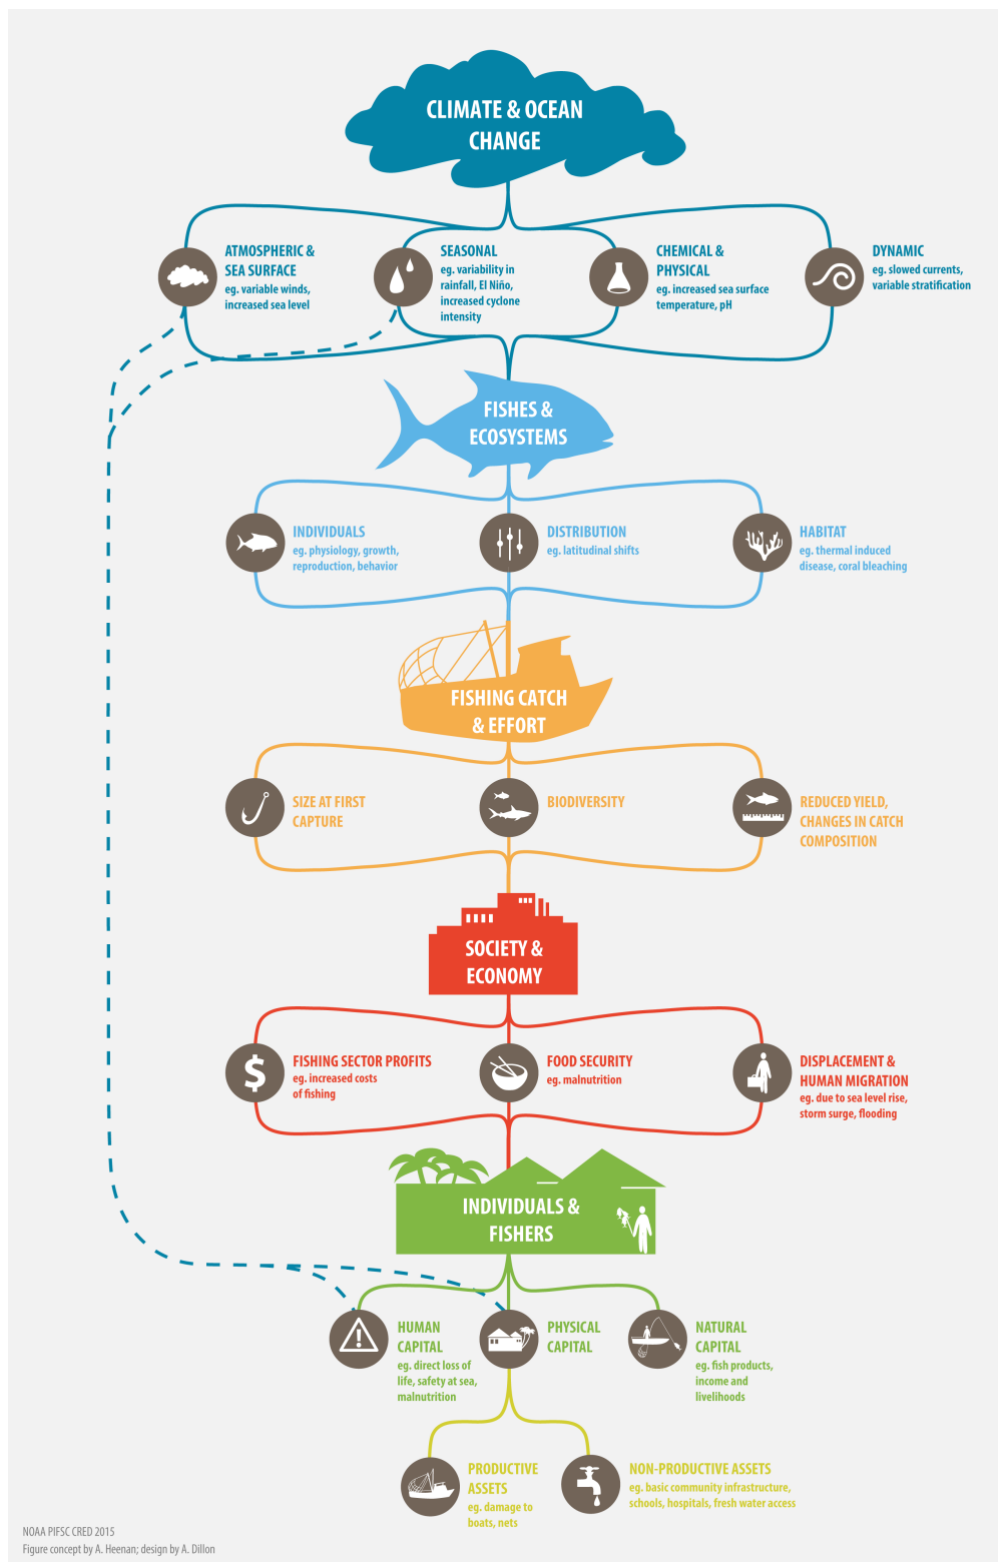 CLIMATE & OCEAN
CHANGE
ATMOSPHERIC &
SEA SURFACE
eg. variable winds,
increased sea level
SEASONAL
eg. variability in
rainfall, El Niño,
increased cyclone
intensity
CHEMICAL &
PHYSICAL
eg. increased sea surface
temperature, pH
DYNAMIC
eg. slowed currents,
variable stratification
FISHES &
ECOSYSTEMS
INDIVIDUALS
eg. physiology, growth,
reproduction, behavior
DISTRIBUTION
eg. latitudinal shifts
HABITAT
eg. thermal induced
disease, coral bleaching
FISHING CATCH
& EFFORT
SIZE AT FIRST
CAPTURE
BIODIVERSITY
REDUCED YIELD,
CHANGES IN CATCH
COMPOSITION
SOCIETY &
ECONOMY
$
FISHING SECTOR PROFITS
eg. increased costs
of fishing
FOOD SECURITY
eg. malnutrition
DISPLACEMENT &
HUMAN MIGRATION
eg. due to sea level rise,
storm surge, flooding
INDIVIDUALS &
FISHERS
HUMAN
CAPITAL
eg. direct loss of
life, safety at sea,
malnutrition
PHYSICAL
CAPITAL
NATURAL
CAPITAL
eg. fish products,
income and
livelihoods
PRODUCTIVE
ASSETS
eg. damage to
boats, nets
NON-PRODUCTIVE ASSETS
eg. basic community infrastructure,
schools, hospitals, fresh water access
NOAA PIFSC CRED 2015
Figure concept by A. Heenan; design by A. Dillon